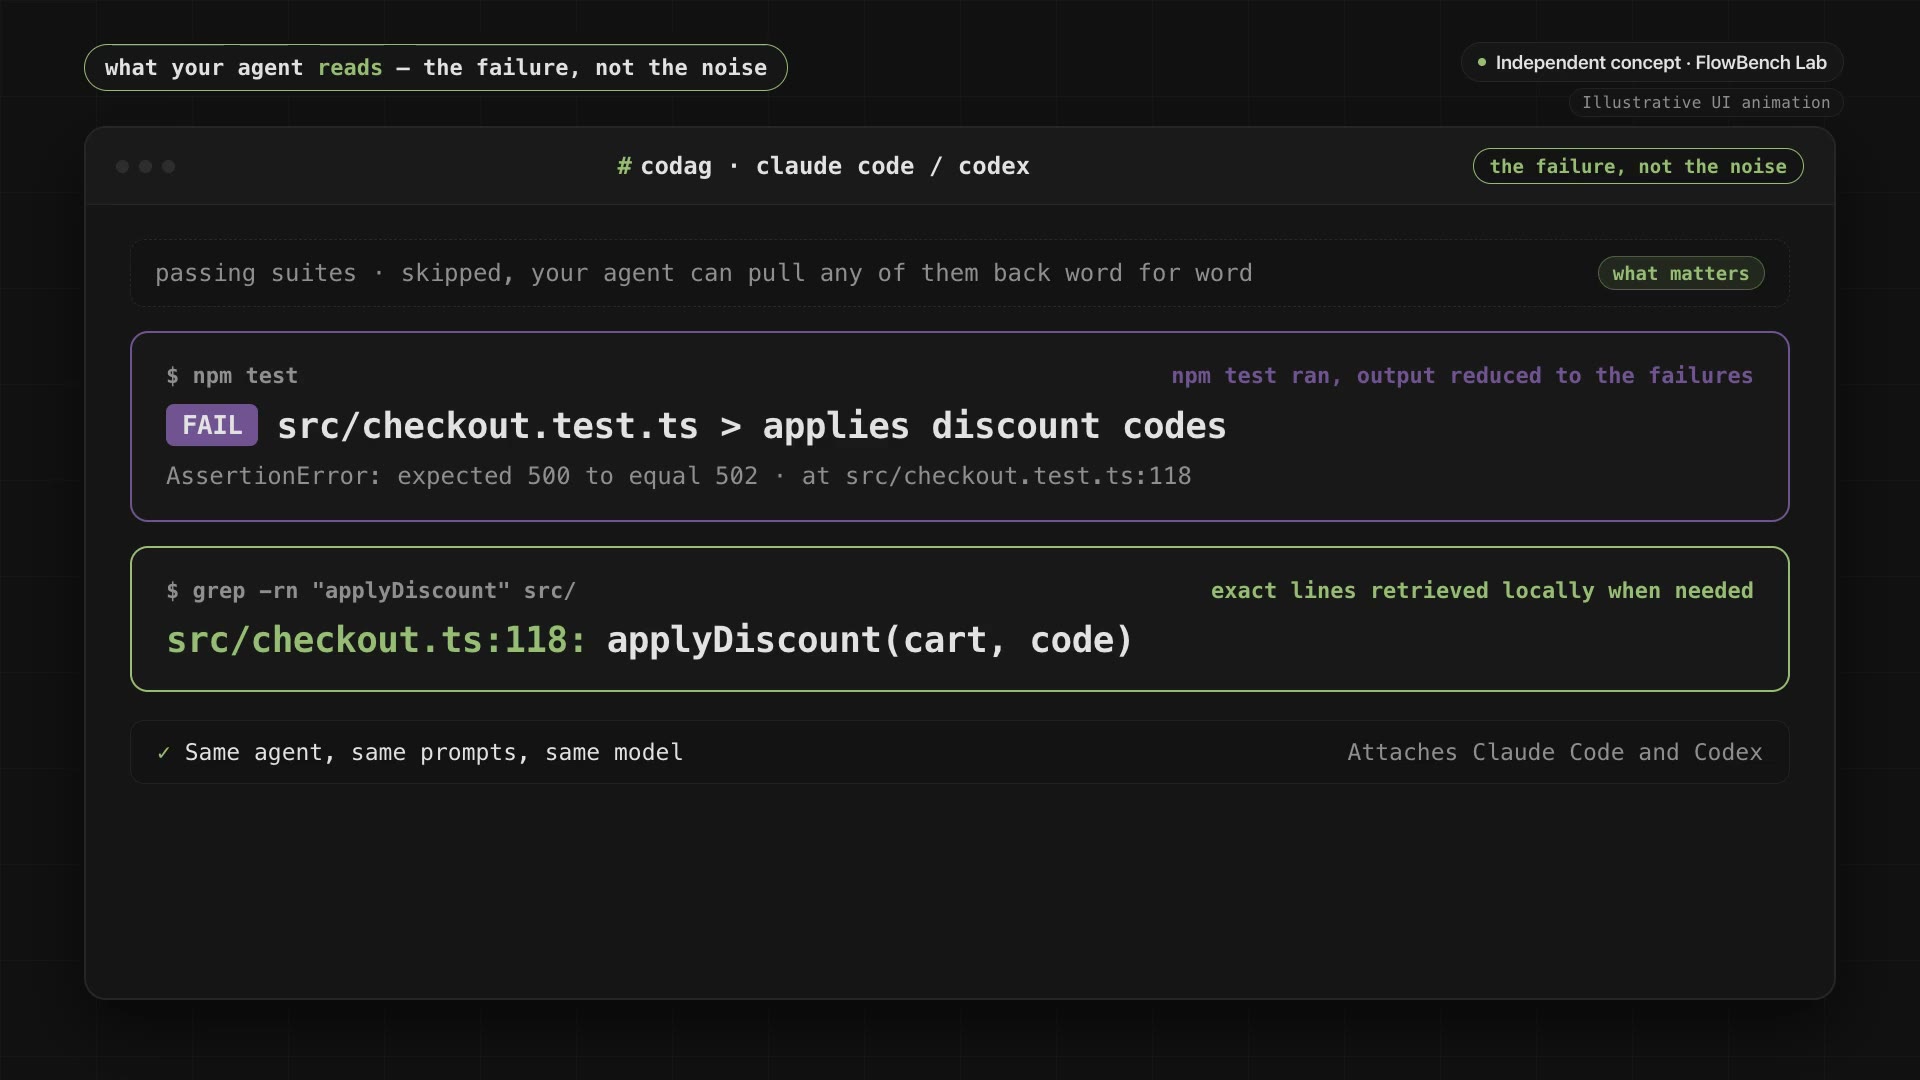 what your agent reads — the failure, not the noise
Independent concept · FlowBench Lab
Illustrative UI animation
# codag · claude code / codex
the failure, not the noise
passing suites · skipped, your agent can pull any of them back word for word
what matters
$ npm test
npm test ran, output reduced to the failures
FAIL src/checkout.test.ts > applies discount codes
AssertionError: expected 500 to equal 502 · at src/checkout.test.ts:118
$ grep -rn "applyDiscount" src/
exact lines retrieved locally when needed
src/checkout.ts:118: applyDiscount(cart, code)
✓ Same agent, same prompts, same model
Attaches Claude Code and Codex